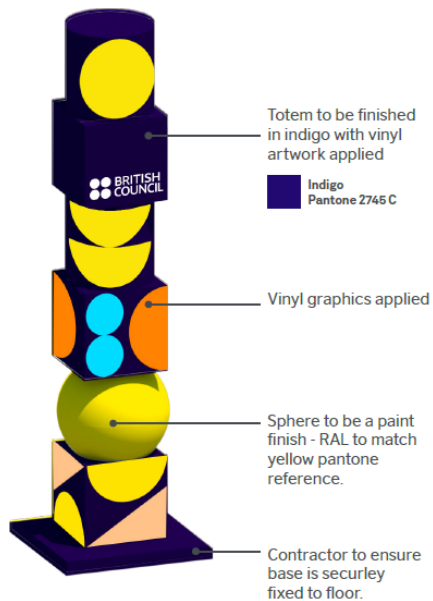 Totem to be finished
in indigo with vinyl
artwork applied
Indigo
Pantone 2745 C
BRITISH
COUNCIL
Vinyl graphics applied
Sphere to be a paint
finish - RAL to match
yellow pantone
reference.
Contractor to ensure
base is securley
fixed to floor.